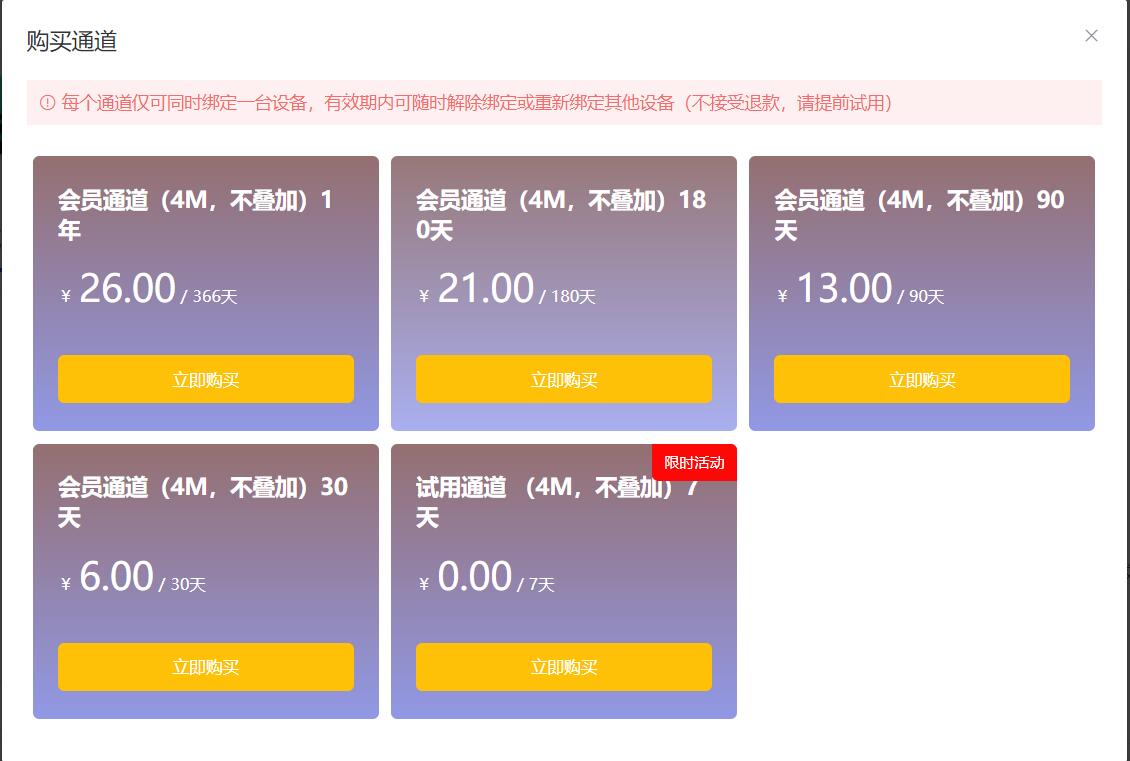 购买通道
每个通道仅可同时绑定一台设备，有效期内可随时解除绑定或重新绑定其他设备（不接受退款，请提前试用）
会员通道（4M，不叠加）1
年
¥ 26.00 / 366天
立即购买
会员通道（4M，不叠加）18
0天
¥ 21.00 / 180天
立即购买
会员通道（4M，不叠加）90
天
¥ 13.00 / 90天
立即购买
会员通道（4M，不叠加）30
天
¥ 6.00 / 30天
立即购买
限时活动
试用通道 （4M，不叠加）7
天
¥ 0.00 / 7天
立即购买